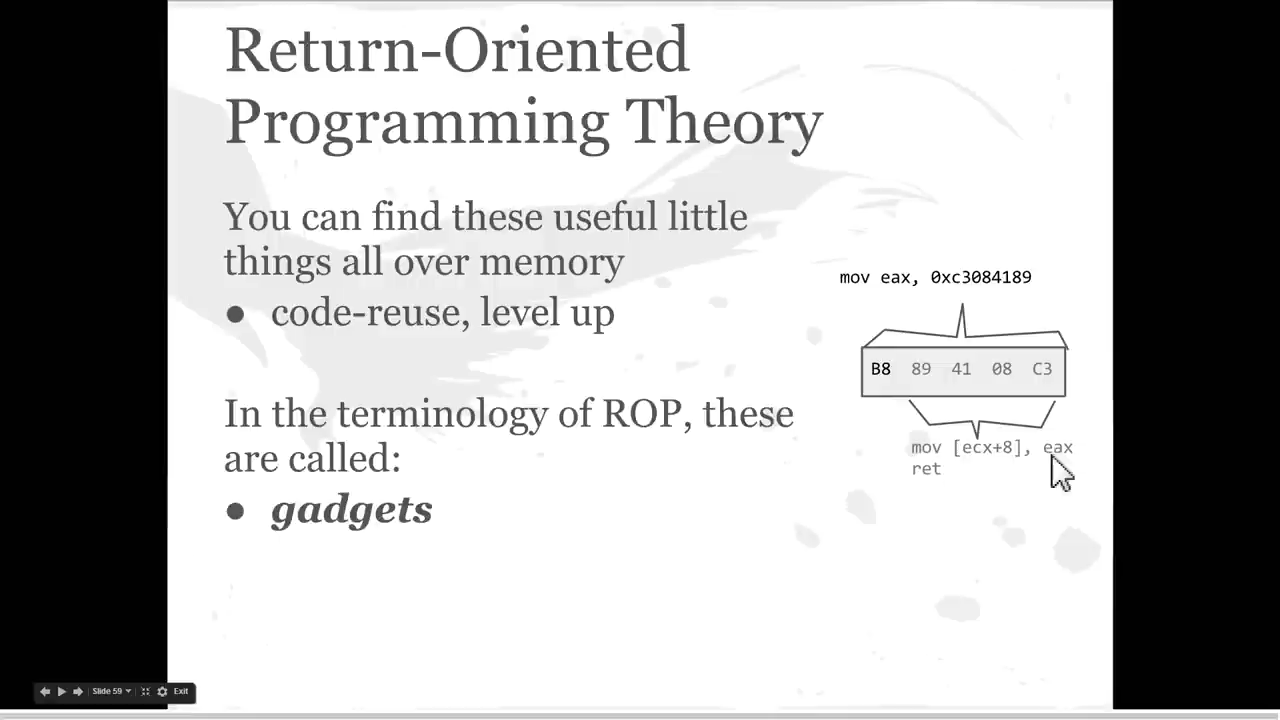 Return-Oriented
Programming Theory
You can find these useful little
things all over memory
● code-reuse, level up
In the terminology of ROP, these
are called:
● gadgets
mov eax, 0xc3084189
B8 89 41 08 C3
mov [ecx+8], eax
ret
Slide 59
Exit